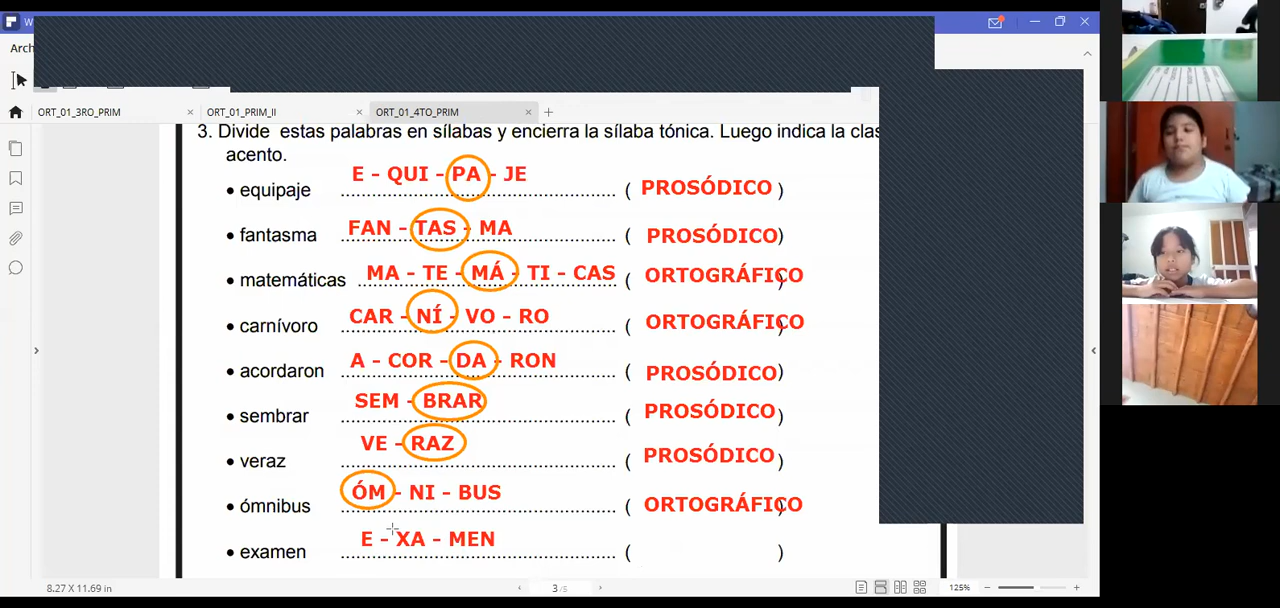 W
Arch
ORT_01_3RO_PRIM ORT_01_PRIM_II ORT_01_4TO_PRIM
3. Divide estas palabras en sílabas y encierra la sílaba tónica. Luego indica la clas
acento.
• equipaje E - QUI - PA - JE ( PROSÓDICO )
• fantasma FAN - TAS - MA ( PROSÓDICO )
• matemáticas MA - TE - MÁ - TI - CAS ( ORTOGRÁFICO )
• carnívoro CAR - NÍ - VO - RO ( ORTOGRÁFICO )
• acordaron A - COR - DA - RON ( PROSÓDICO )
• sembrar SEM - BRAR ( PROSÓDICO )
• veraz VE - RAZ ( PROSÓDICO )
• ómnibus ÓM - NI - BUS ( ORTOGRÁFICO )
• examen E - XA - MEN ( )
8.27 x 11.69 in 3/5 125%